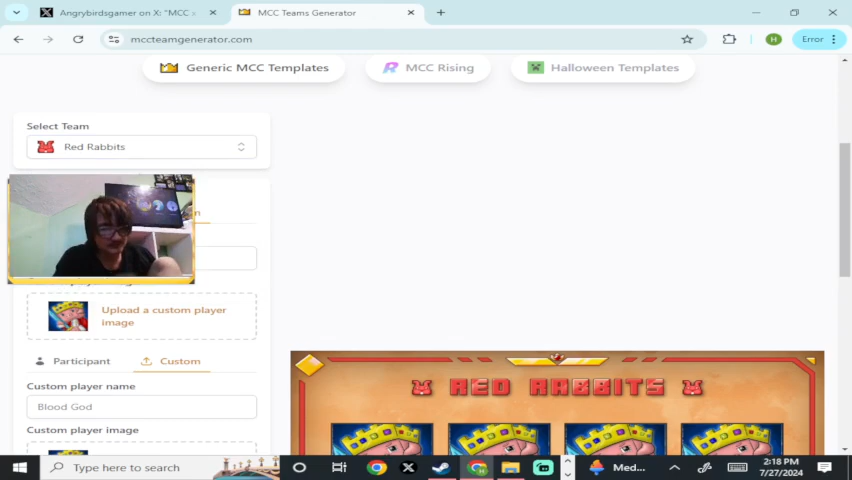 Angrybirdsgamer on X: "MCC x
MCC Teams Generator
mccteamgenerator.com
H
Error
Generic MCC Templates
MCC Rising
Halloween Templates
Select Team
Red Rabbits
Upload a custom player
image
Participant
Custom
Custom player name
Blood God
Custom player image
RED RABBITS
Type here to search
Med...
2:18 PM
7/27/2024